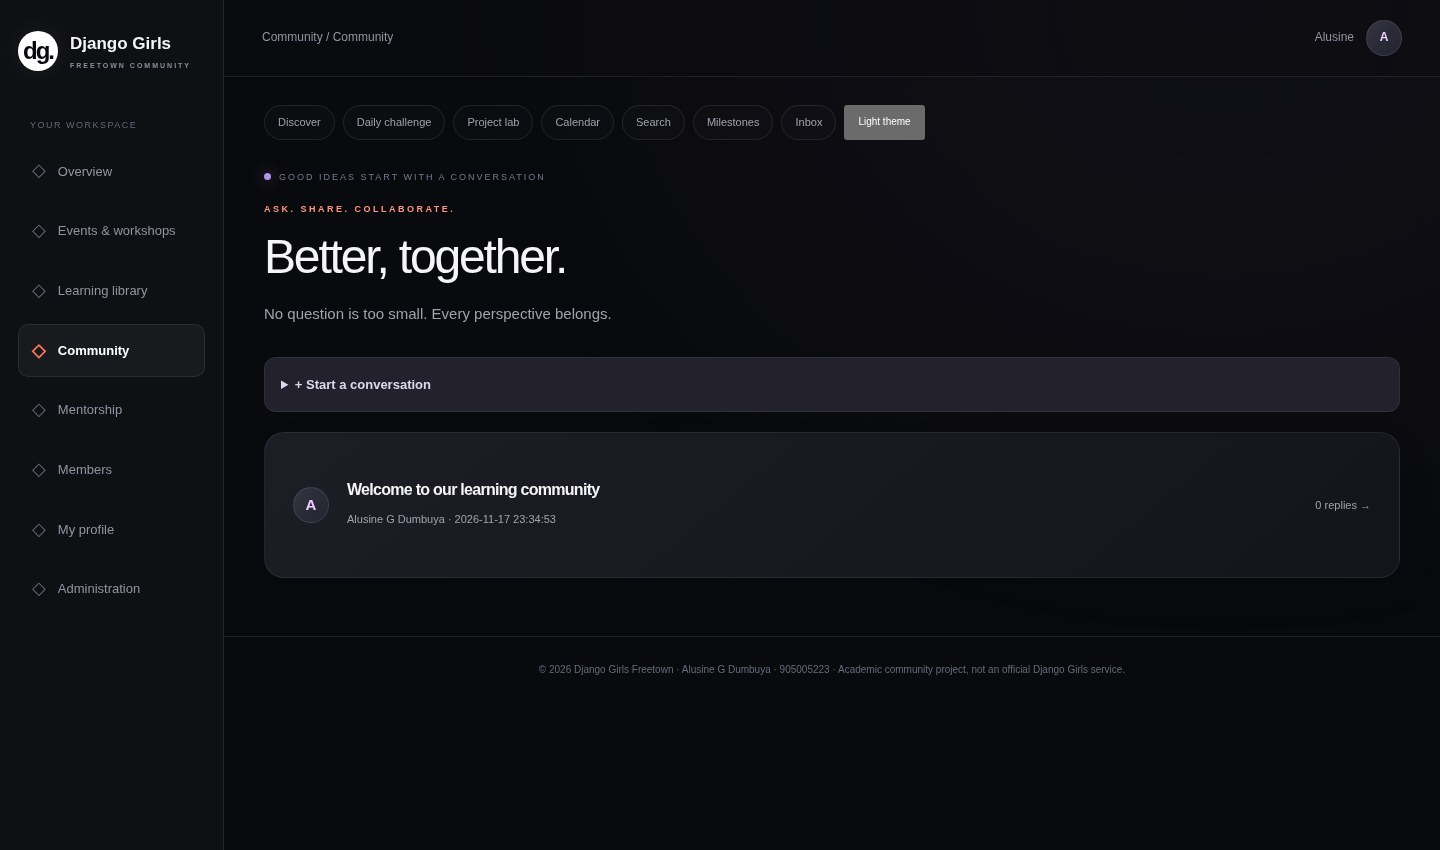 dg.
Django Girls
FREETOWN COMMUNITY
YOUR WORKSPACE
Overview
Events & workshops
Learning library
Community
Mentorship
Members
My profile
Administration
Community / Community
Alusine
A
Discover
Daily challenge
Project lab
Calendar
Search
Milestones
Inbox
Light theme
GOOD IDEAS START WITH A CONVERSATION
ASK. SHARE. COLLABORATE.
Better, together.
No question is too small. Every perspective belongs.
+ Start a conversation
A
Welcome to our learning community
Alusine G Dumbuya · 2026-11-17 23:34:53
0 replies →
© 2026 Django Girls Freetown · Alusine G Dumbuya · 905005223 · Academic community project, not an official Django Girls service.